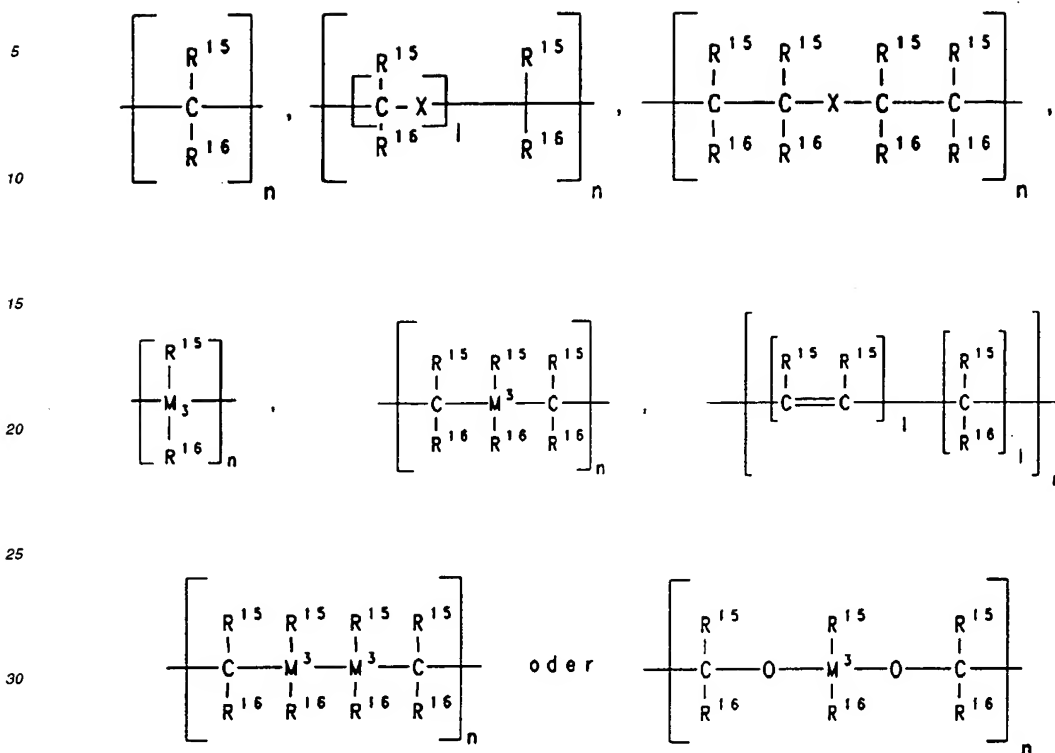 5 R¹⁵ R¹⁵ R¹⁵ R¹⁵ R¹⁵ R¹⁵ R¹⁵
C , C – X , C C X C C ,
R¹⁶ R¹⁶ l R¹⁶ R¹⁶ R¹⁶ R¹⁶ R¹⁶
10 n n n
15
R¹⁵ R¹⁵ R¹⁵ R¹⁵ R¹⁵ R¹⁵ R¹⁵
M₃ , C M³ C , C=C C
20 R¹⁶ n R¹⁶ R¹⁶ R¹⁶ l R¹⁶ l
n
25
R¹⁵ R¹⁵ R¹⁵ R¹⁵ R¹⁵ R¹⁵ R¹⁵
30 C M³ M³ C oder C O M³ O C
R¹⁶ R¹⁶ R¹⁶ R¹⁶ R¹⁶ R¹⁶ R¹⁶
n n